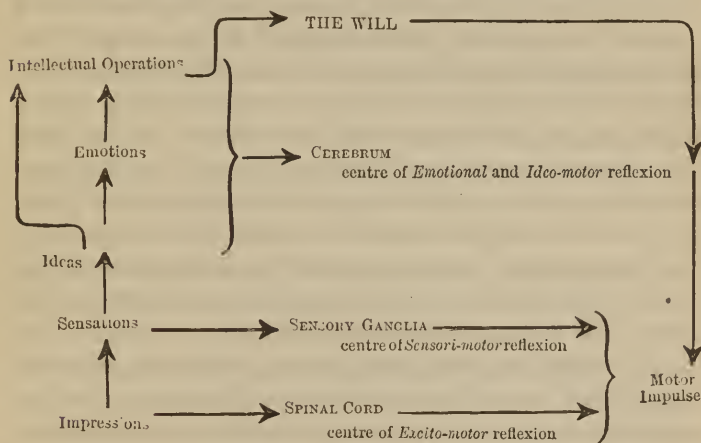 THE WILL
Intellectual Operations
Emotions
CEREBRUM
centre of Emotional and Ideo-motor reflexion
Ideas
Sensations
SENSORY GANGLIA
centre of Sensori-motor reflexion
Motor
Impulse
Impressions
SPINAL CORD
centre of Excito-motor reflexion